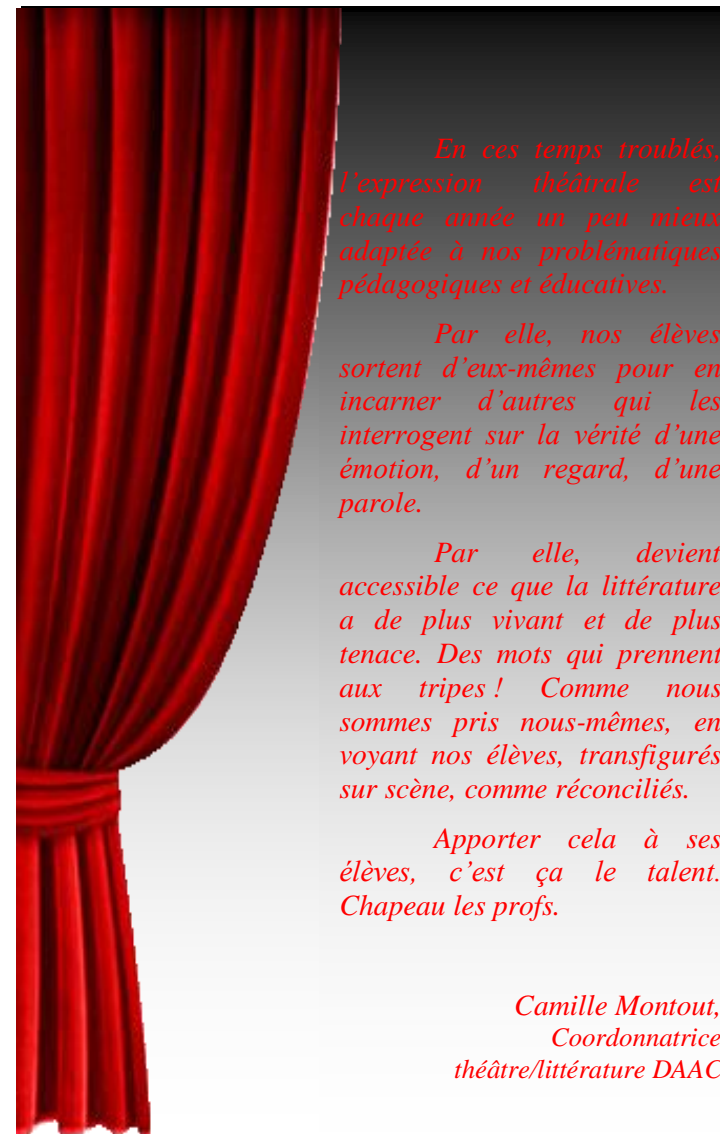 En ces temps troublés,
l’expression théâtrale est
chaque année un peu mieux
adaptée à nos problématiques
pédagogiques et éducatives.
Par elle, nos élèves
sortent d’eux-mêmes pour en
incarner d’autres qui les
interrogent sur la vérité d’une
émotion, d’un regard, d’une
parole.
Par elle, devient
accessible ce que la littérature
a de plus vivant et de plus
tenace. Des mots qui prennent
aux tripes ! Comme nous
sommes pris nous-mêmes, en
voyant nos élèves, transfigurés
sur scène, comme réconciliés.
Apporter cela à ses
élèves, c’est ça le talent.
Chapeau les profs.
Camille Montout,
Coordonnatrice
théâtre/littérature DAAC